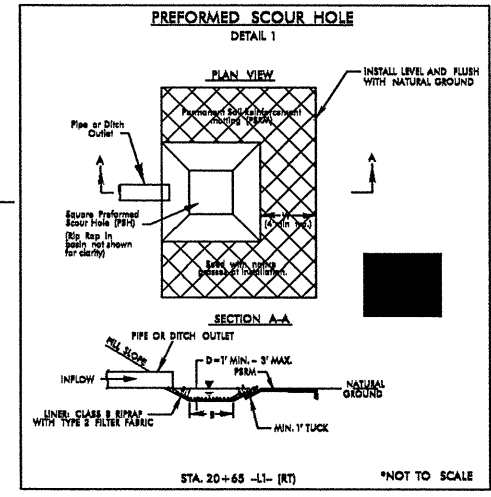 PREFORMED SCOUR HOLE
DETAIL 1
PLAN VIEW
INSTALL LEVEL AND FLUSH
WITH NATURAL GROUND
Permanent Soil Reinforcement
Matting (PSRM)
Pipe or Ditch
Outlet
A
A
Square Preformed
Scour Hole (PSH)
(Rip Rap in
basin not shown
for clarity)
(4' min typ.)
Seed with native
grasses at installation.
SECTION A-A
PIPE OR DITCH OUTLET
FILL SLOPE
D=1' MIN. - 3' MAX.
PSRM
INFLOW
NATURAL
GROUND
B
LINER: CLASS B RIPRAP
WITH TYPE 2 FILTER FABRIC
MIN. 1' TUCK
STA. 20+65 -L1- (RT)
*NOT TO SCALE